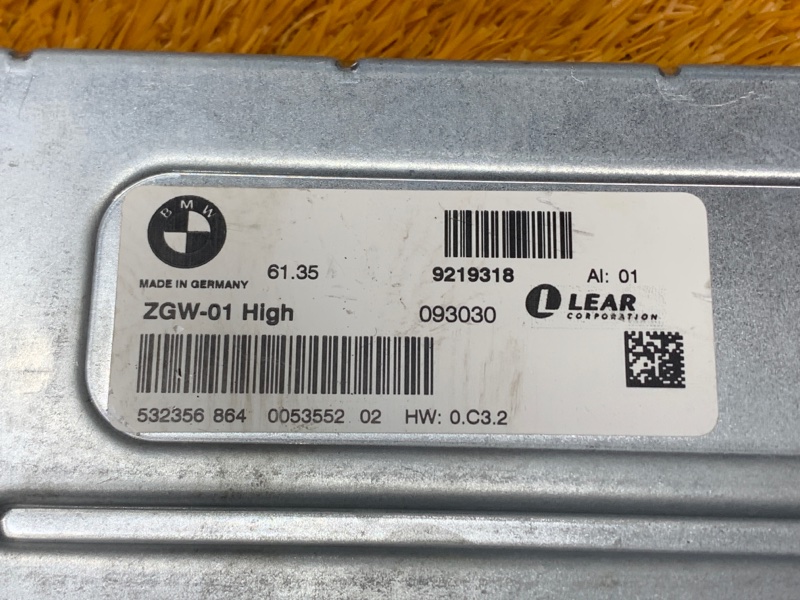 BMW
MADE IN GERMANY
61.35
9219318
AI: 01
ZGW-01 High
093030
LEAR
CORPORATION
532356 864 0053552 02 HW: 0.C3.2